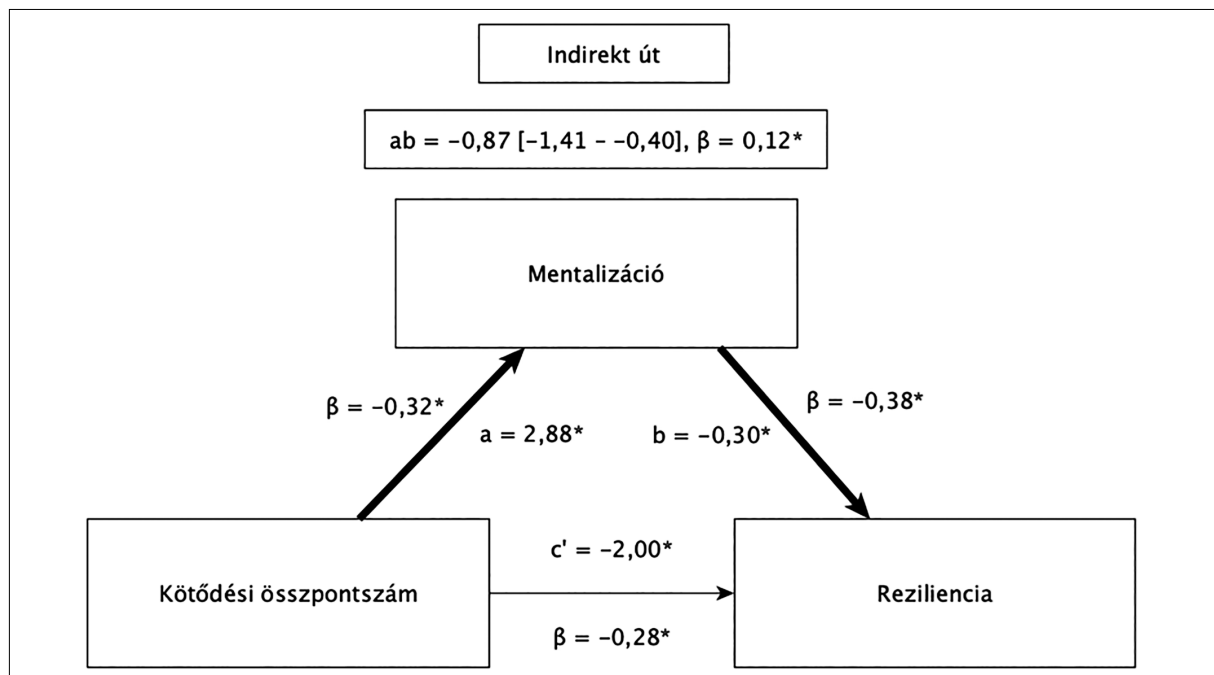 Indirekt út
ab = −0,87 [−1,41 – −0,40], β = 0,12*
Mentalizáció
β = −0,32*
a = 2,88*
b = −0,30*
β = −0,38*
Kötődési összpontszám
c' = −2,00*
β = −0,28*
Reziliencia